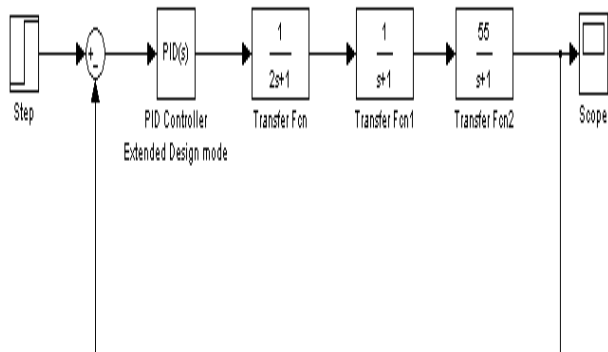 Step
+
−
PID(s)
PID Controller
Extended Design mode
1
2s+1
Transfer Fcn
1
s+1
Transfer Fcn1
55
s+1
Transfer Fcn2
Scope